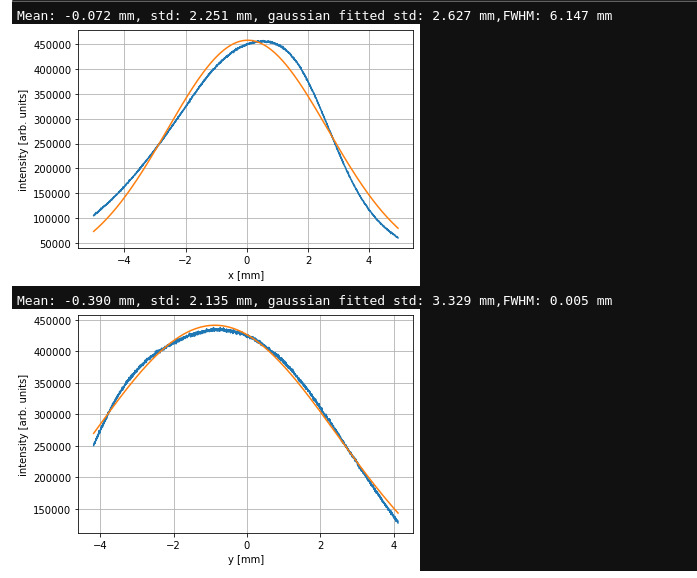 Mean: -0.072 mm, std: 2.251 mm, gaussian fitted std: 2.627 mm,FWHM: 6.147 mm
450000
400000
350000
300000
250000
200000
150000
100000
50000
intensity [arb. units]
−4 −2 0 2 4
x [mm]
Mean: -0.390 mm, std: 2.135 mm, gaussian fitted std: 3.329 mm,FWHM: 0.005 mm
450000
400000
350000
300000
250000
200000
150000
intensity [arb. units]
−4 −2 0 2 4
y [mm]